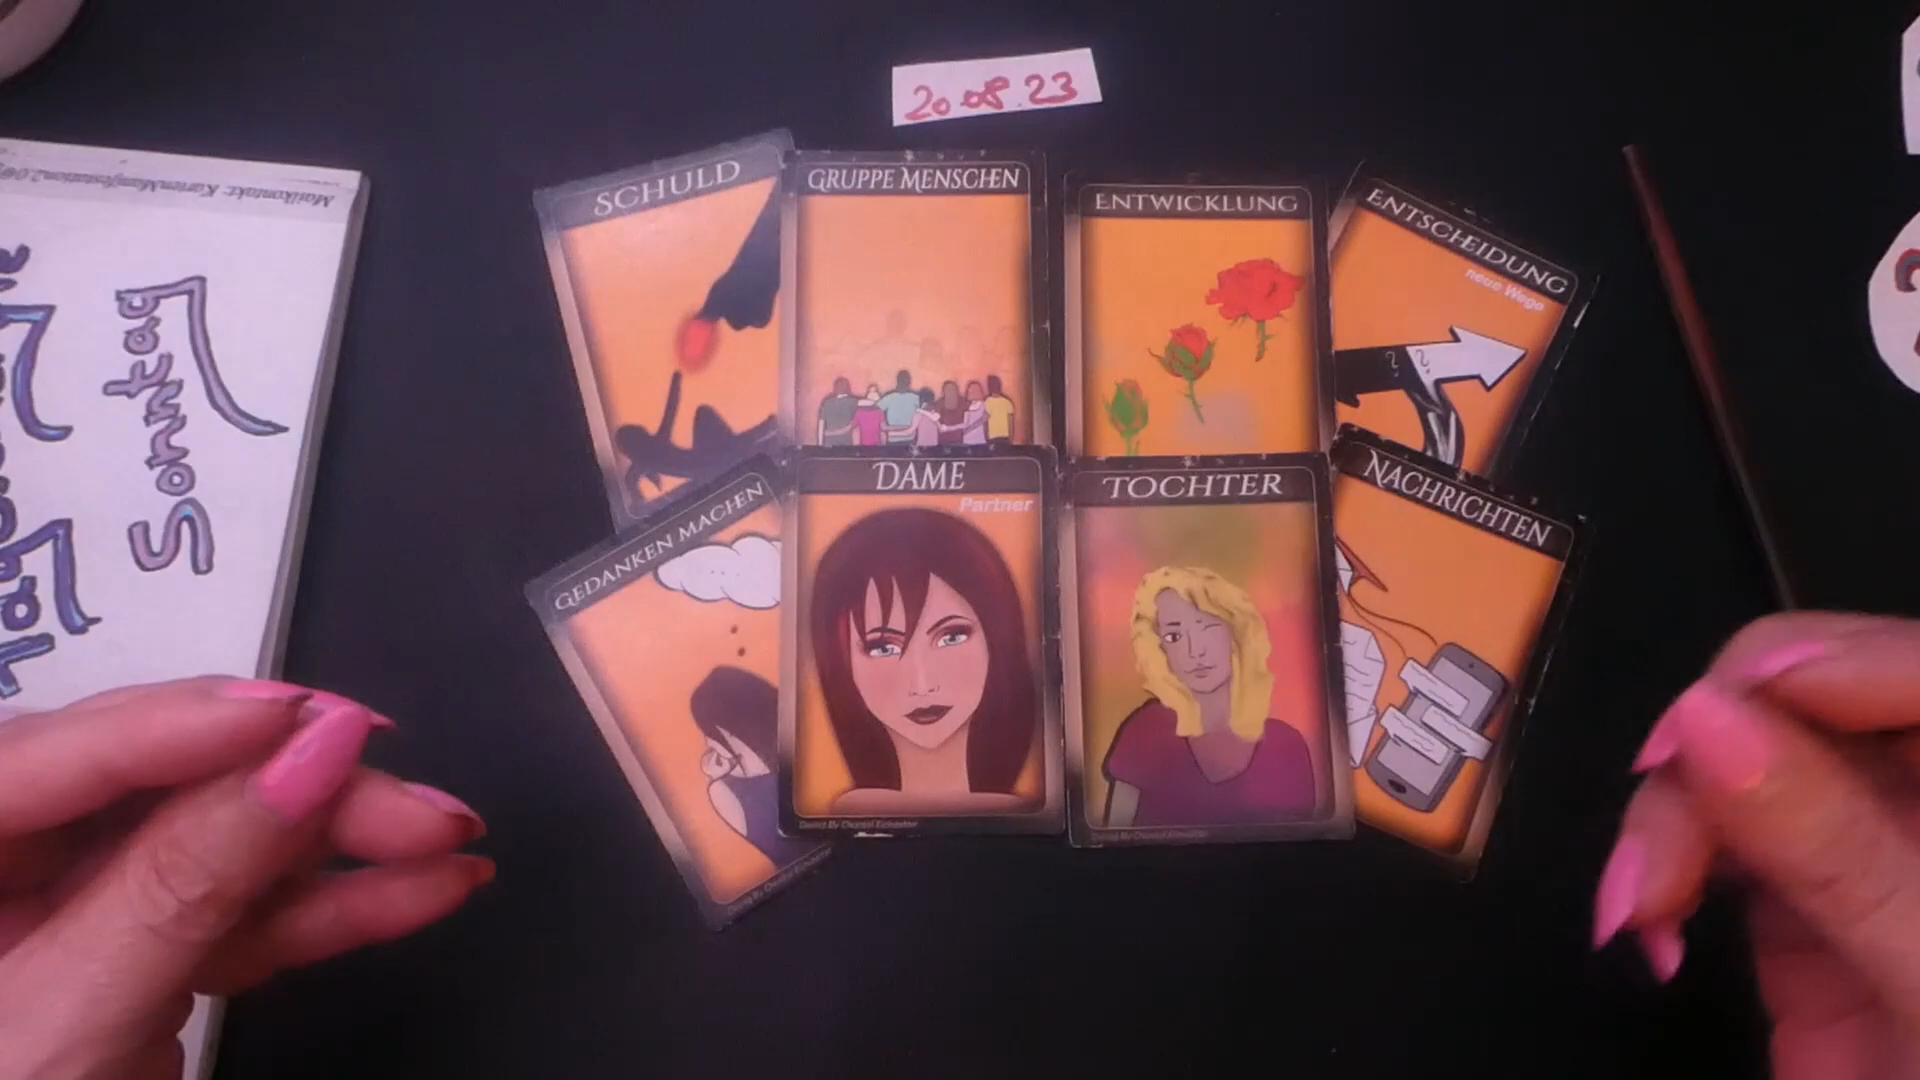 20.08.23
SCHULD
GRUPPE MENSCHEN
ENTWICKLUNG
ENTSCHEIDUNG
neue Wege
GEDANKEN MACHEN
DAME
Partner
TOCHTER
NACHRICHTEN
? ?
Sonntag